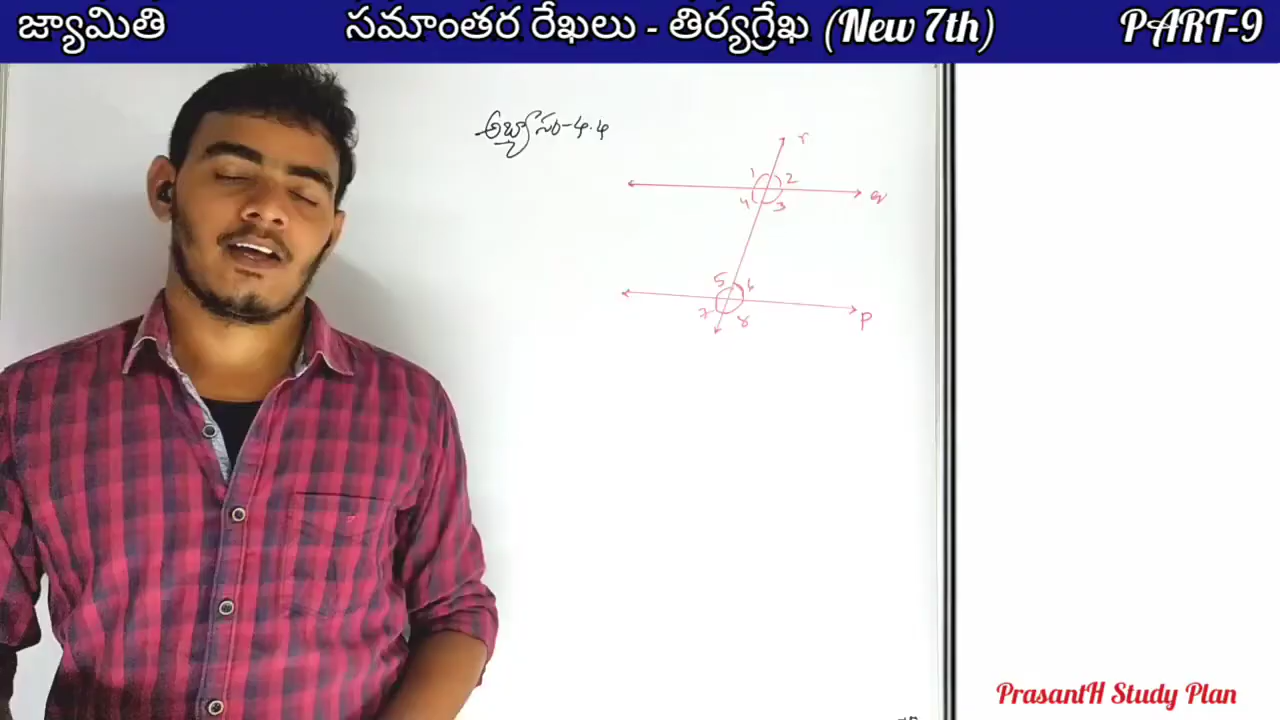 జ్యామితి సమాంతర రేఖలు - తిర్యగ్రేఖ (New 7th) PART-9
అభ్యాసం-4.4
r
1 2
4 3 q
5 6
7 8 P
PrasantH Study Plan